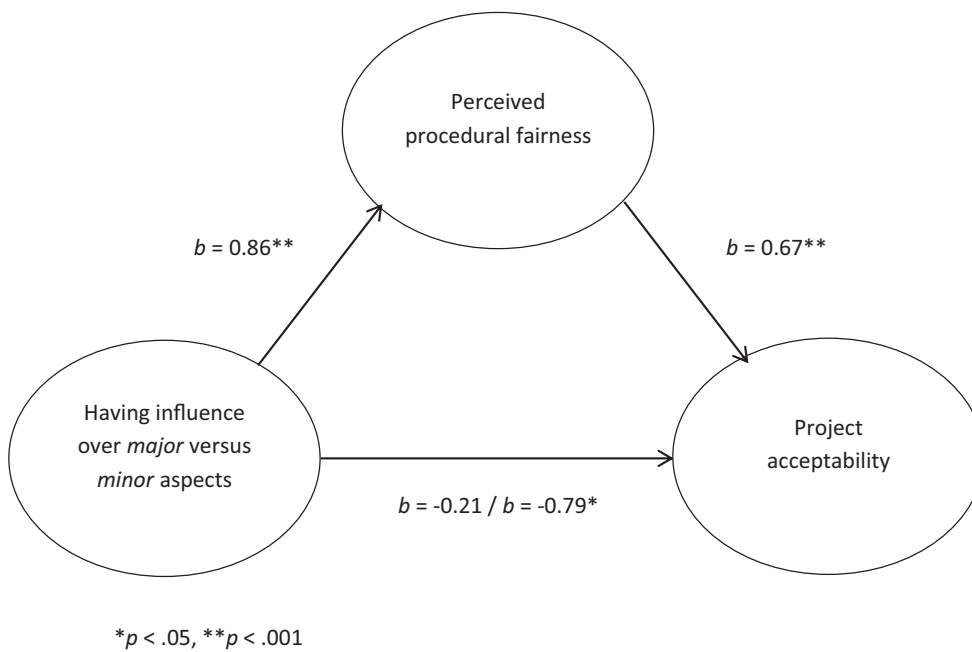 Perceived
procedural fairness
b = 0.86**
b = 0.67**
Having influence
over major versus
minor aspects
Project
acceptability
b = -0.21 / b = -0.79*
*p < .05, **p < .001